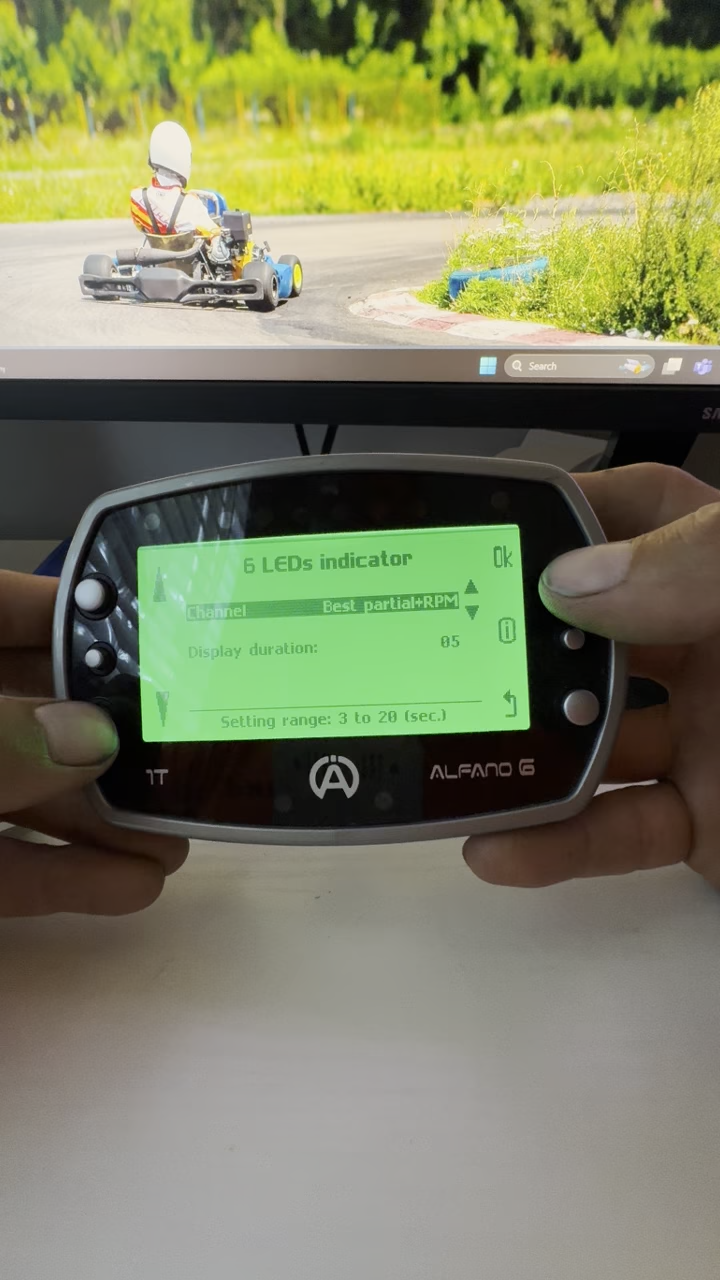 Search
6 LEDs indicator
Ok
Channel Best partial+RPM
Display duration: 05
Setting range: 3 to 20 (sec.)
1T
ALFANO 6